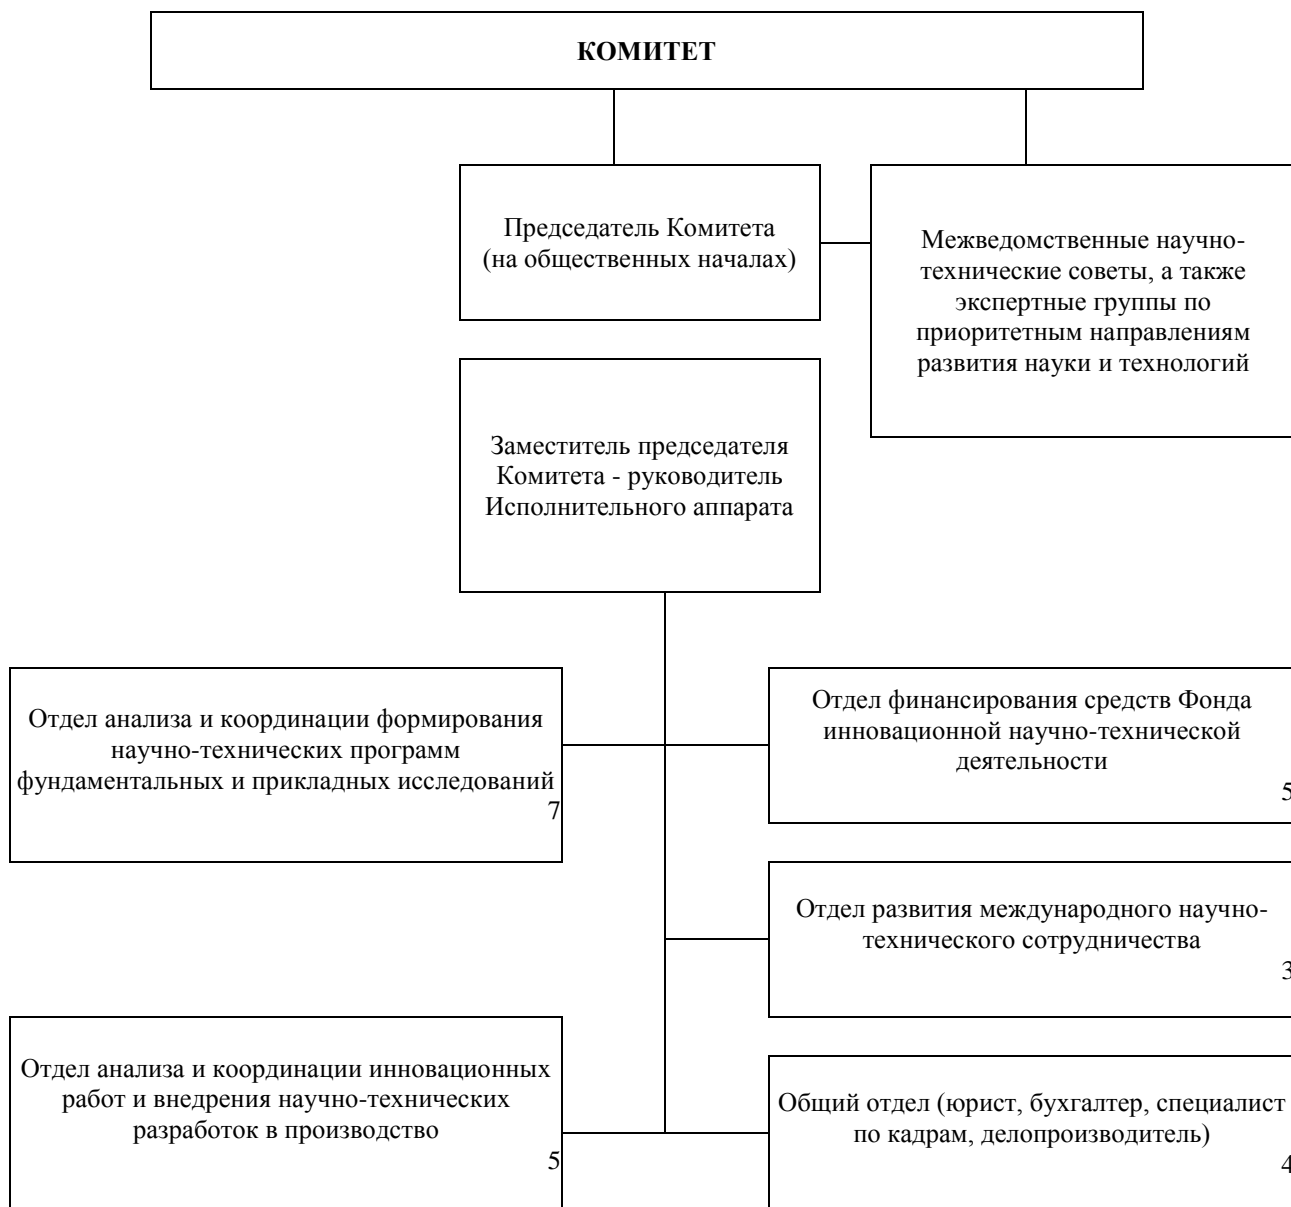 КОМИТЕТ
Председатель Комитета
(на общественных началах)
Межведомственные научно-
технические советы, а также
экспертные группы по
приоритетным направлениям
развития науки и технологий
Заместитель председателя
Комитета - руководитель
Исполнительного аппарата
Отдел анализа и координации формирования
научно-технических программ
фундаментальных и прикладных исследований
7
Отдел финансирования средств Фонда
инновационной научно-технической
деятельности
5
Отдел развития международного научно-
технического сотрудничества
3
Отдел анализа и координации инновационных
работ и внедрения научно-технических
разработок в производство
5
Общий отдел (юрист, бухгалтер, специалист
по кадрам, делопроизводитель)
4